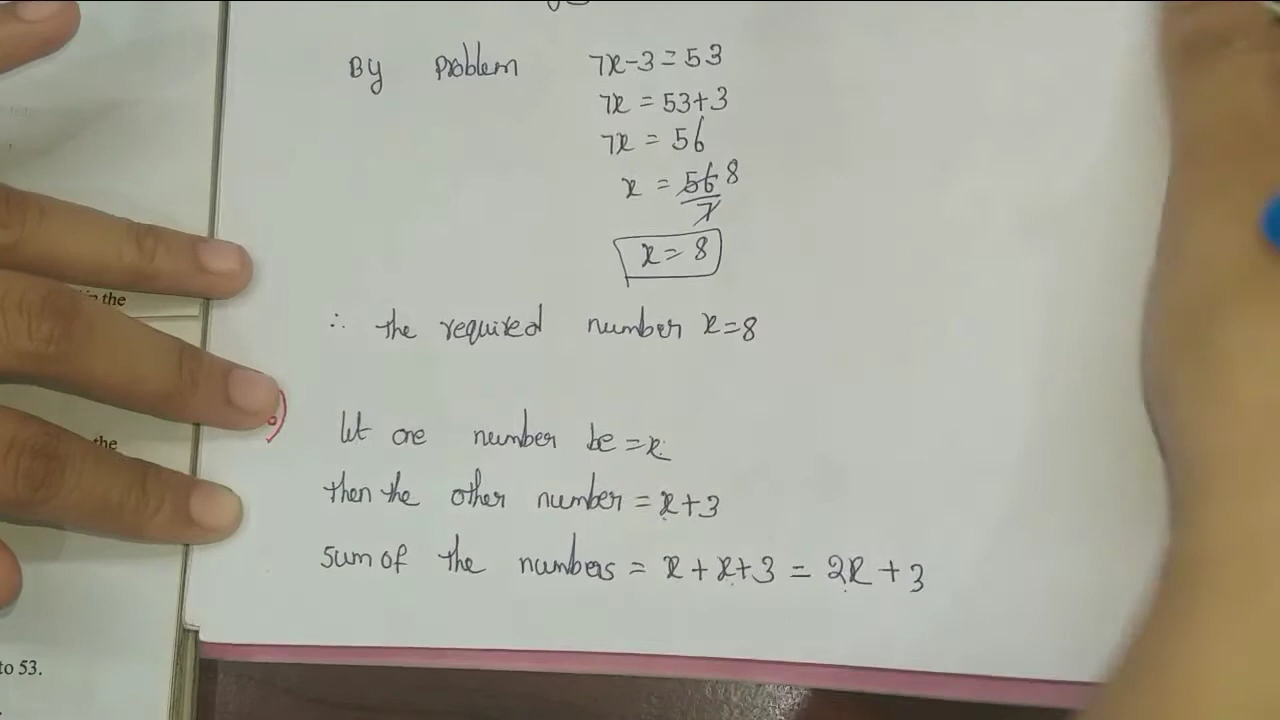 By problem 7x-3=53
7x = 53+3
7x = 56
x = 56 8
7
x = 8
∴ the required number x=8
let one number be =x
then the other number = x+3
sum of the numbers = x + x+3 = 2x + 3
in the
the
to 53.